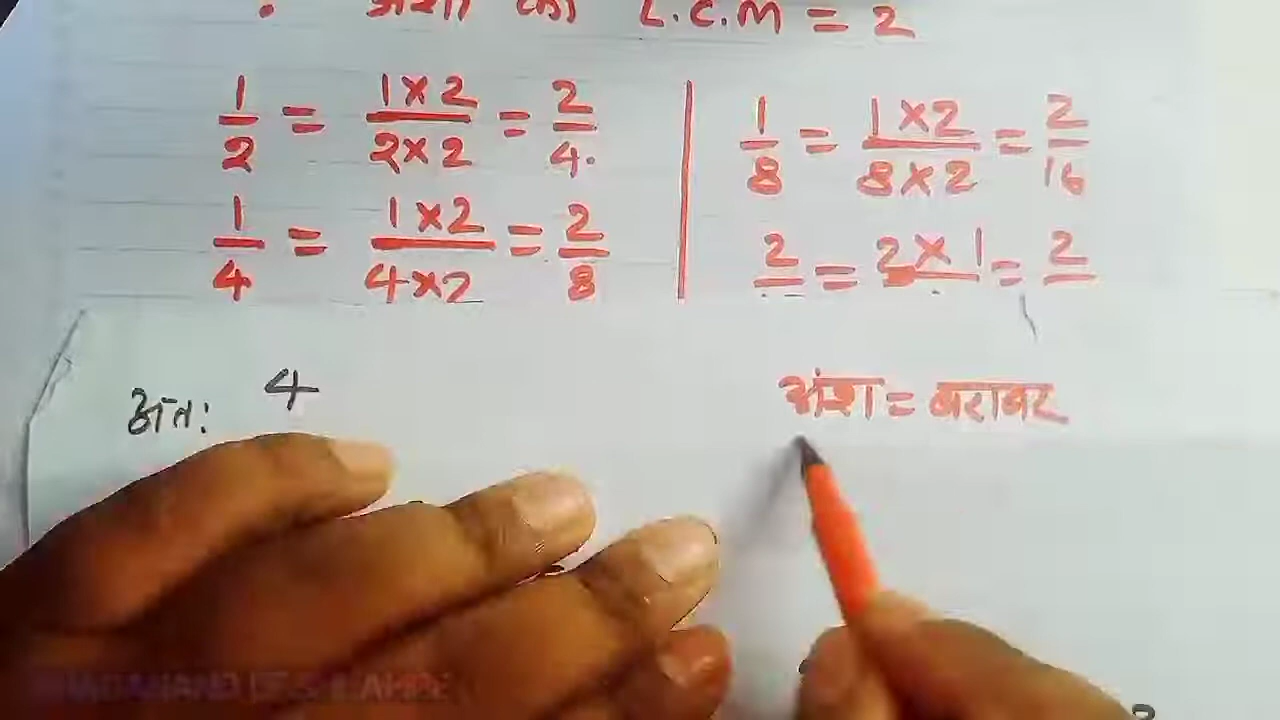 L.C.M = 2
1/2 = 1×2/2×2 = 2/4.
1/4 = 1×2/4×2 = 2/8
1/8 = 1×2/8×2 = 2/16
2 = 2×1 = 2
अतः 4
अंश = बराबर